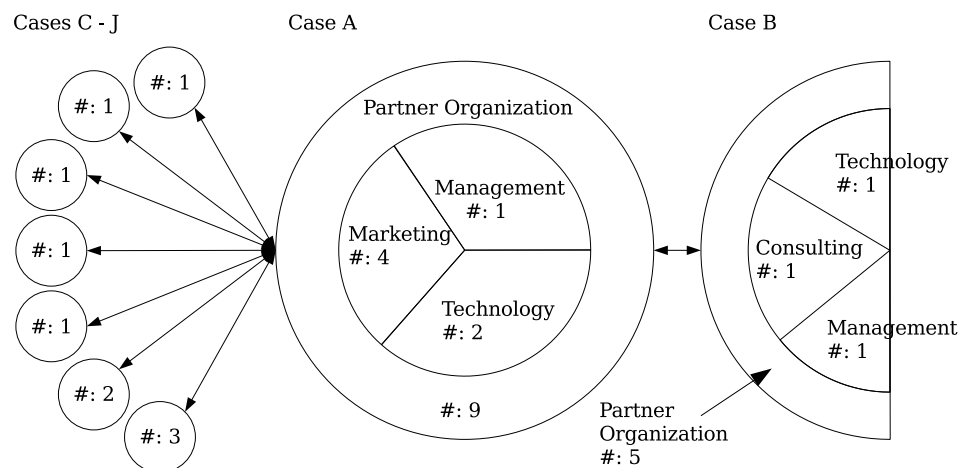 Cases C - J
Case A
Case B
#: 1
#: 1
#: 1
#: 1
#: 1
#: 2
#: 3
Partner Organization
Management
#: 1
Marketing
#: 4
Technology
#: 2
#: 9
Technology
#: 1
Consulting
#: 1
Management
#: 1
Partner
Organization
#: 5